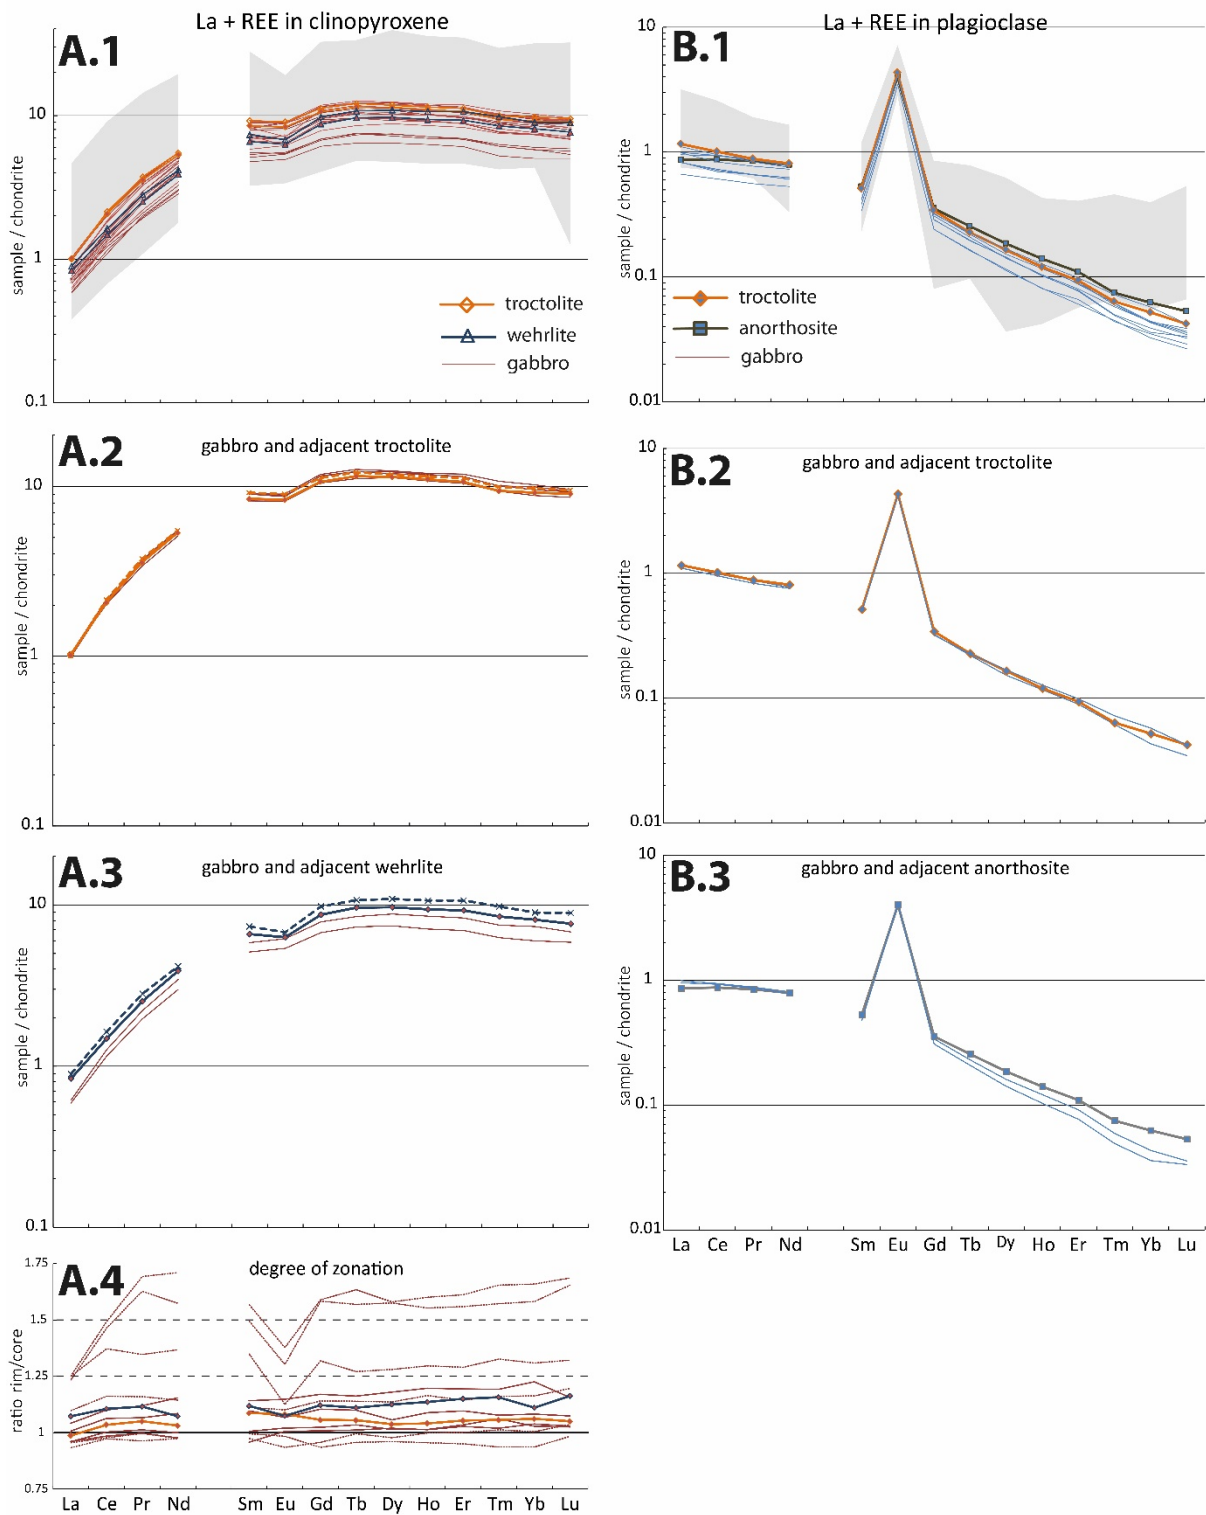 La + REE in clinopyroxene
A.1
10
1
0.1
sample / chondrite
troctolite
wehrlite
gabbro
gabbro and adjacent troctolite
A.2
10
1
0.1
sample / chondrite
gabbro and adjacent wehrlite
A.3
10
1
0.1
sample / chondrite
degree of zonation
A.4
1.75
1.5
1.25
1
0.75
ratio rim/core
La Ce Pr Nd Sm Eu Gd Tb Dy Ho Er Tm Yb Lu
La + REE in plagioclase
B.1
10
1
0.1
0.01
sample / chondrite
troctolite
anorthosite
gabbro
B.2
gabbro and adjacent troctolite
10
1
0.1
0.01
sample / chondrite
B.3
gabbro and adjacent anorthosite
10
1
0.1
0.01
sample / chondrite
La Ce Pr Nd Sm Eu Gd Tb Dy Ho Er Tm Yb Lu